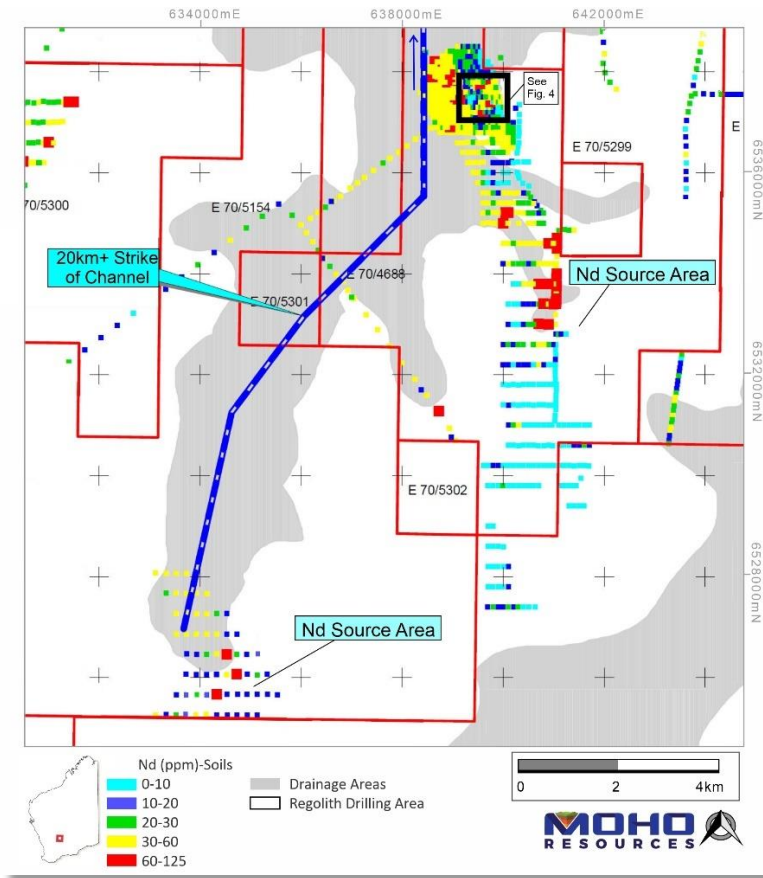 634000mE
638000mE
642000mE
See
Fig. 4
E
E 70/5299
6536000mN
70/5300
E 70/5154
20km+ Strike
of Channel
E 70/4688
Nd Source Area
E 70/5301
6532000mN
E 70/5302
6528000mN
Nd Source Area
Nd (ppm)-Soils
0-10
10-20
20-30
30-60
60-125
Drainage Areas
Regolith Drilling Area
0 2 4km
MOHO
RESOURCES